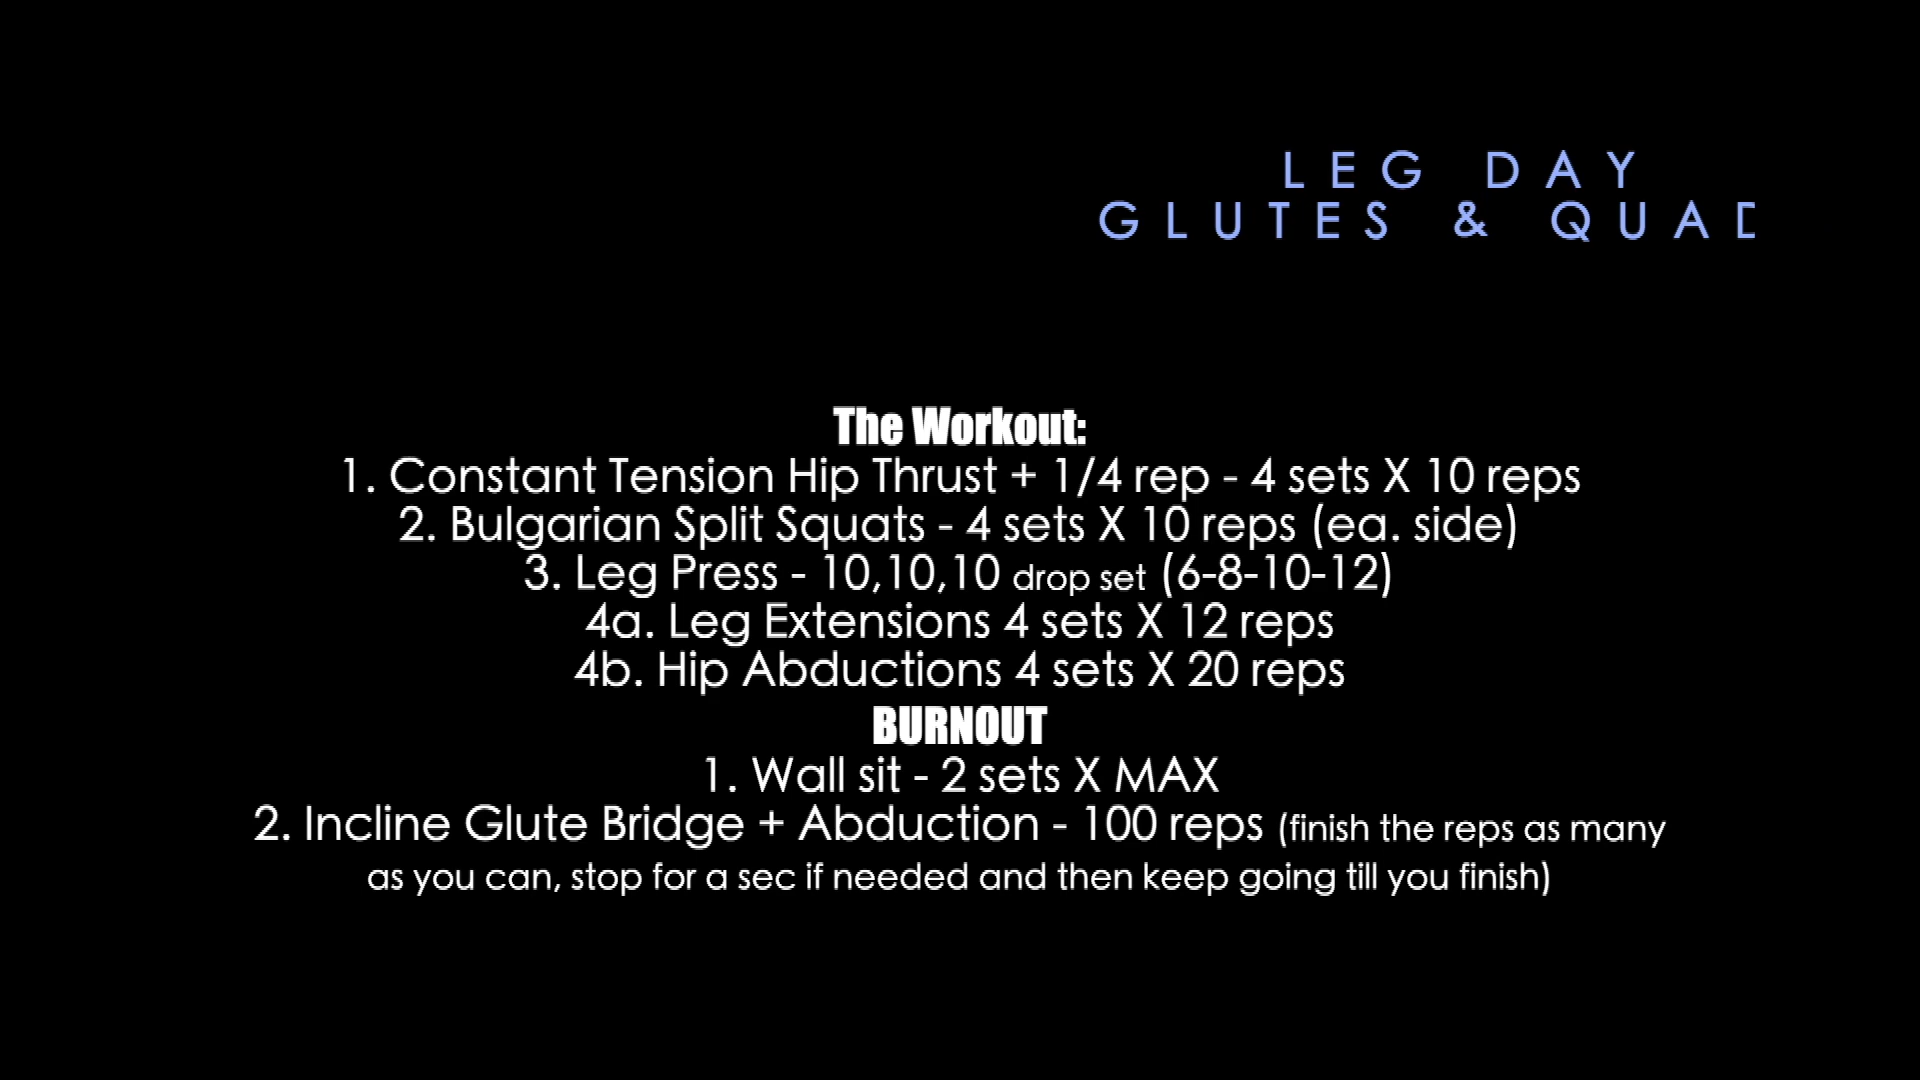 LEG DAY
GLUTES & QUAD
The Workout:
1. Constant Tension Hip Thrust + 1/4 rep - 4 sets X 10 reps
2. Bulgarian Split Squats - 4 sets X 10 reps (ea. side)
3. Leg Press - 10,10,10 drop set (6-8-10-12)
4a. Leg Extensions 4 sets X 12 reps
4b. Hip Abductions 4 sets X 20 reps
BURNOUT
1. Wall sit - 2 sets X MAX
2. Incline Glute Bridge + Abduction - 100 reps (finish the reps as many
as you can, stop for a sec if needed and then keep going till you finish)